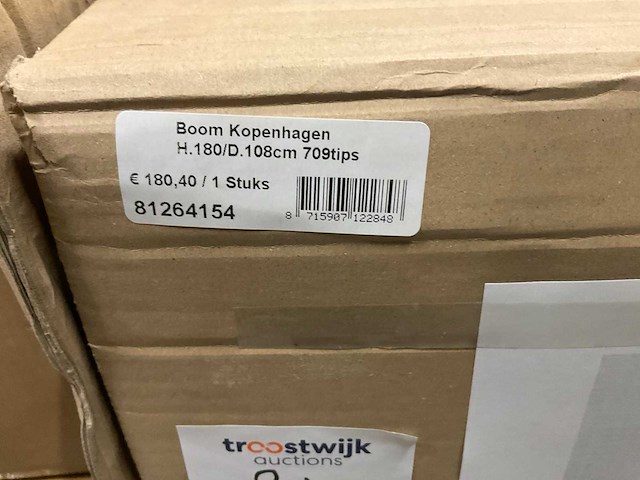 Boom Kopenhagen
H.180/D.108cm 709tips
€ 180,40 / 1 Stuks
81264154
8 715907 122848
troostwijk
auctions